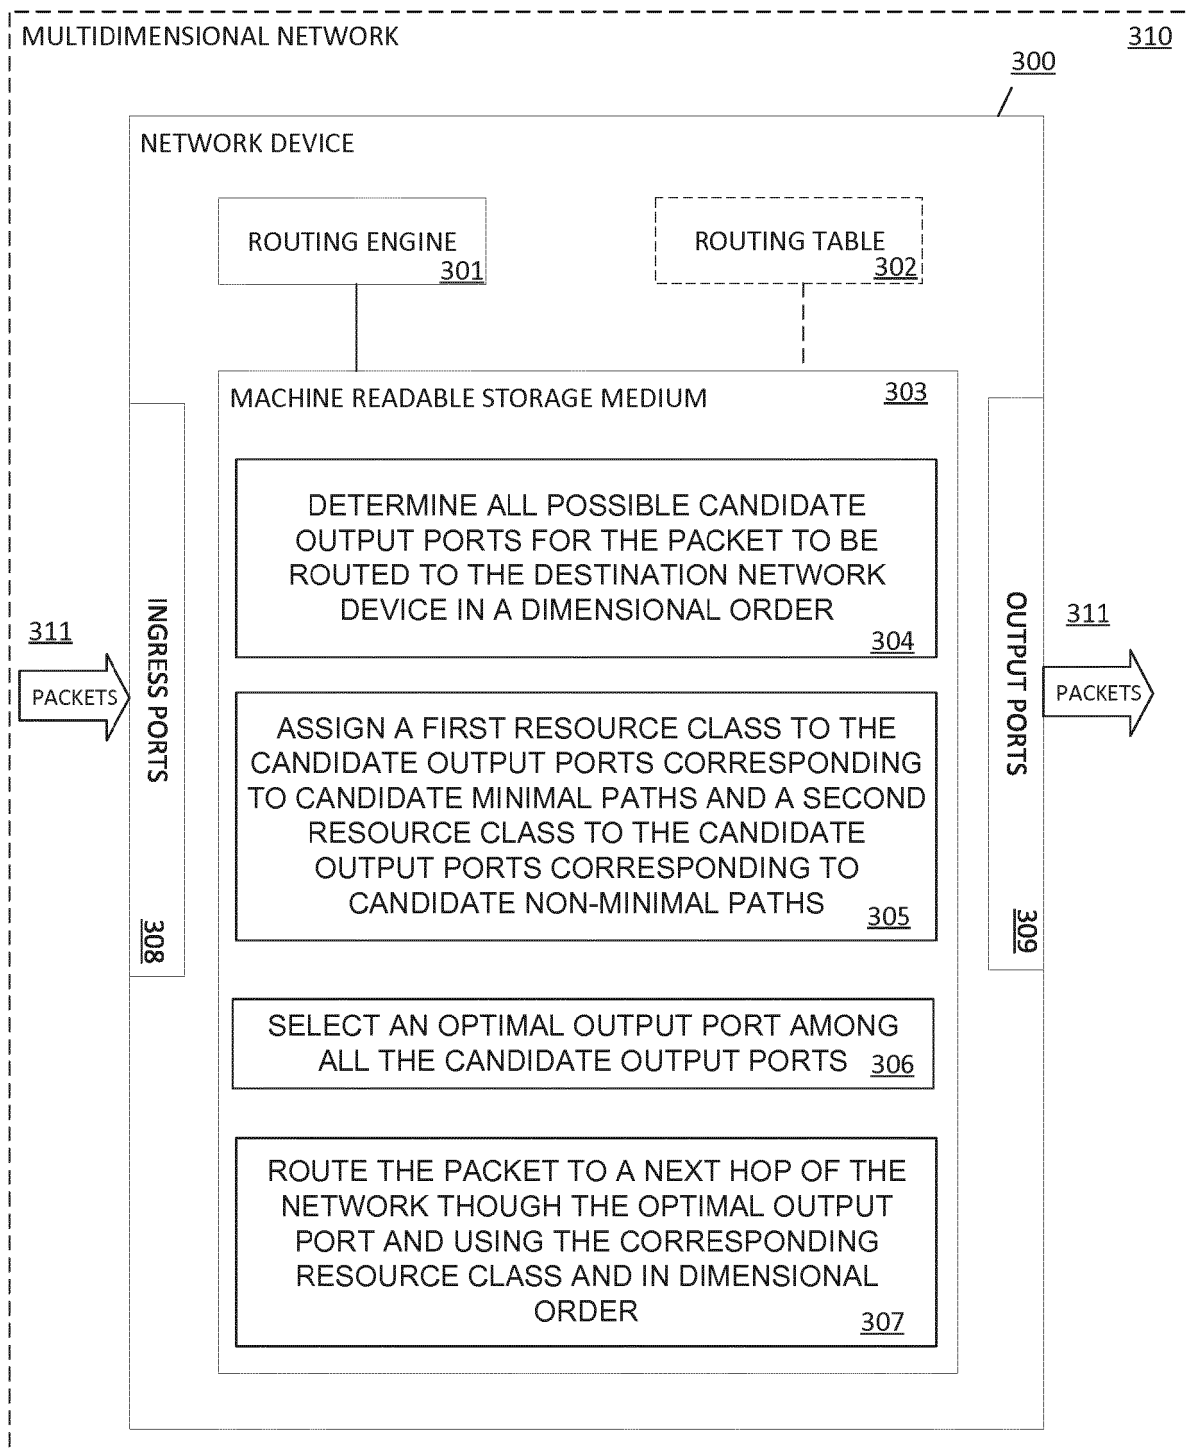 MULTIDIMENSIONAL NETWORK
310
300
NETWORK DEVICE
ROUTING ENGINE
301
ROUTING TABLE
302
MACHINE READABLE STORAGE MEDIUM
303
DETERMINE ALL POSSIBLE CANDIDATE
OUTPUT PORTS FOR THE PACKET TO BE
ROUTED TO THE DESTINATION NETWORK
DEVICE IN A DIMENSIONAL ORDER
304
311
PACKETS
INGRESS PORTS
308
ASSIGN A FIRST RESOURCE CLASS TO THE
CANDIDATE OUTPUT PORTS CORRESPONDING
TO CANDIDATE MINIMAL PATHS AND A SECOND
RESOURCE CLASS TO THE CANDIDATE
OUTPUT PORTS CORRESPONDING TO
CANDIDATE NON-MINIMAL PATHS
305
OUTPUT PORTS
309
311
PACKETS
SELECT AN OPTIMAL OUTPUT PORT AMONG
ALL THE CANDIDATE OUTPUT PORTS
306
ROUTE THE PACKET TO A NEXT HOP OF THE
NETWORK THOUGH THE OPTIMAL OUTPUT
PORT AND USING THE CORRESPONDING
RESOURCE CLASS AND IN DIMENSIONAL
ORDER
307